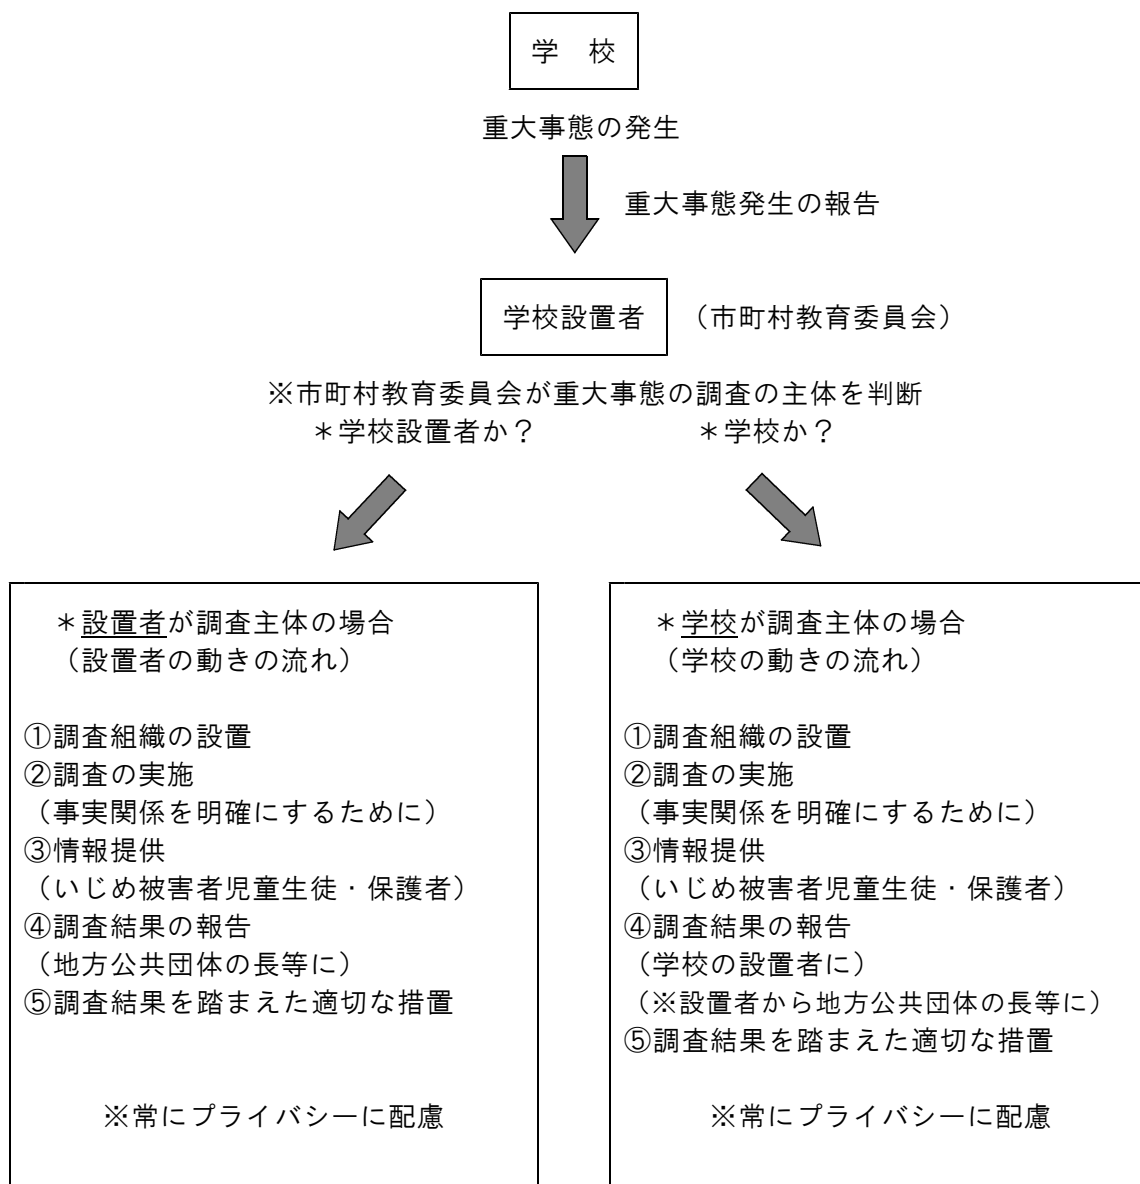 学　校
重大事態の発生
重大事態発生の報告
学校設置者　（市町村教育委員会）
※市町村教育委員会が重大事態の調査の主体を判断
＊学校設置者か？　　　　　＊学校か？
＊設置者が調査主体の場合
（設置者の動きの流れ）
①調査組織の設置
②調査の実施
（事実関係を明確にするために）
③情報提供
（いじめ被害者児童生徒・保護者）
④調査結果の報告
（地方公共団体の長等に）
⑤調査結果を踏まえた適切な措置
※常にプライバシーに配慮
＊学校が調査主体の場合
（学校の動きの流れ）
①調査組織の設置
②調査の実施
（事実関係を明確にするために）
③情報提供
（いじめ被害者児童生徒・保護者）
④調査結果の報告
（学校の設置者に）
（※設置者から地方公共団体の長等に）
⑤調査結果を踏まえた適切な措置
※常にプライバシーに配慮